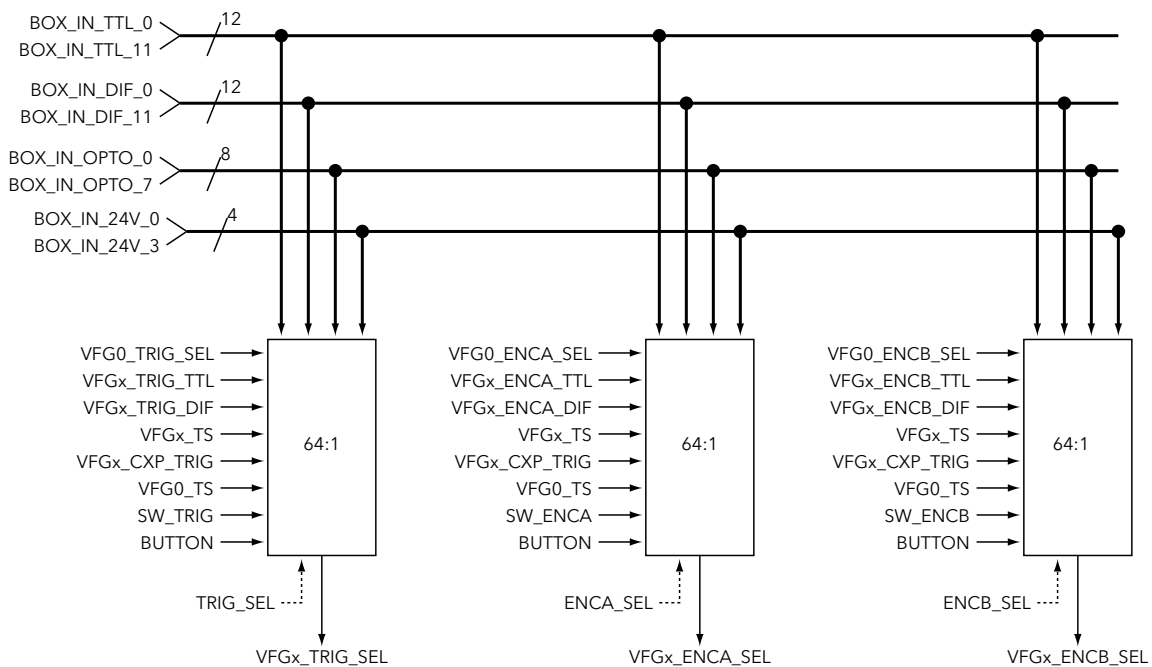 BOX_IN_TTL_0
12
BOX_IN_TTL_11
BOX_IN_DIF_0
12
BOX_IN_DIF_11
BOX_IN_OPTO_0
8
BOX_IN_OPTO_7
BOX_IN_24V_0
4
BOX_IN_24V_3
VFG0_TRIG_SEL
VFGx_TRIG_TTL
VFGx_TRIG_DIF
VFGx_TS
VFGx_CXP_TRIG
VFG0_TS
SW_TRIG
BUTTON
64:1
TRIG_SEL
VFGx_TRIG_SEL
VFG0_ENCA_SEL
VFGx_ENCA_TTL
VFGx_ENCA_DIF
VFGx_TS
VFGx_CXP_TRIG
VFG0_TS
SW_ENCA
BUTTON
64:1
ENCA_SEL
VFGx_ENCA_SEL
VFG0_ENCB_SEL
VFGx_ENCB_TTL
VFGx_ENCB_DIF
VFGx_TS
VFGx_CXP_TRIG
VFG0_TS
SW_ENCB
BUTTON
64:1
ENCB_SEL
VFGx_ENCB_SEL